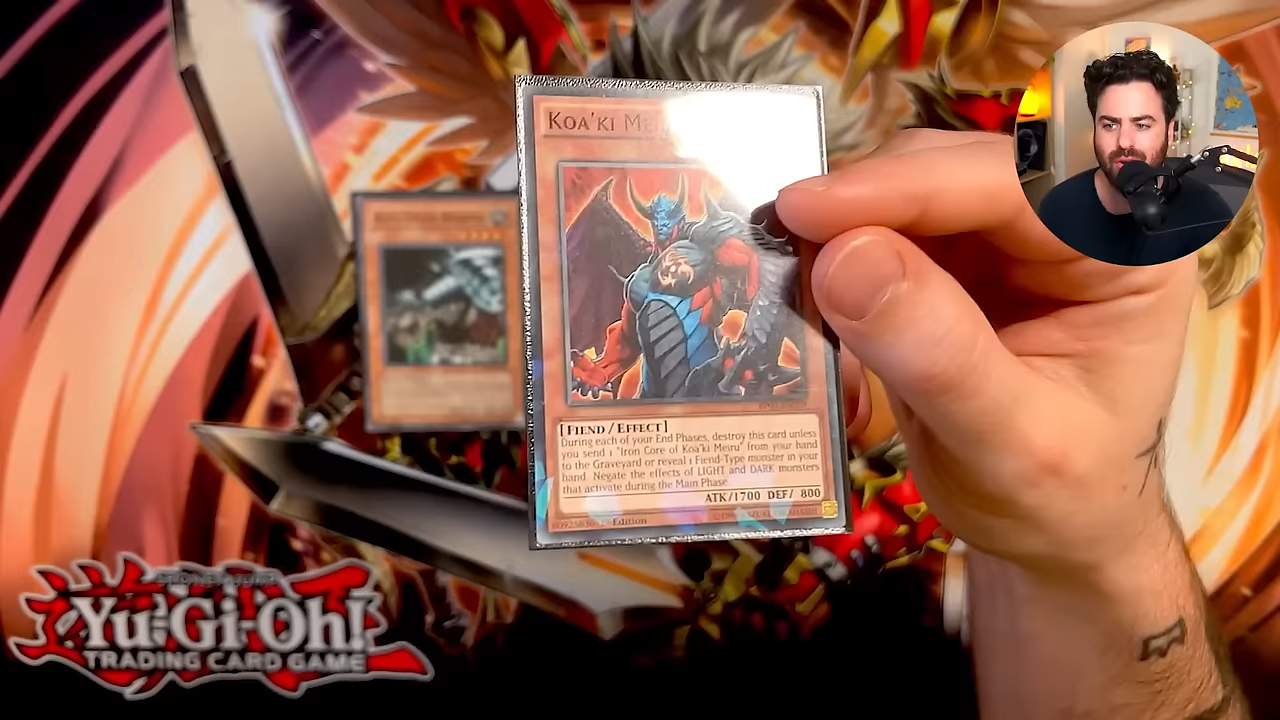 KOA'KI MEI
[FIEND / EFFECT]
During each of your End Phases, destroy this card unless
you send 1 "Iron Core of Koa'ki Meiru" from your hand
to the Graveyard or reveal 1 Fiend-Type monster in your
hand. Negate the effects of LIGHT and DARK monsters
that activate during the Main Phase.
ATK/1700 DEF/ 800
Edition
Yu-Gi-Oh!
TRADING CARD GAME